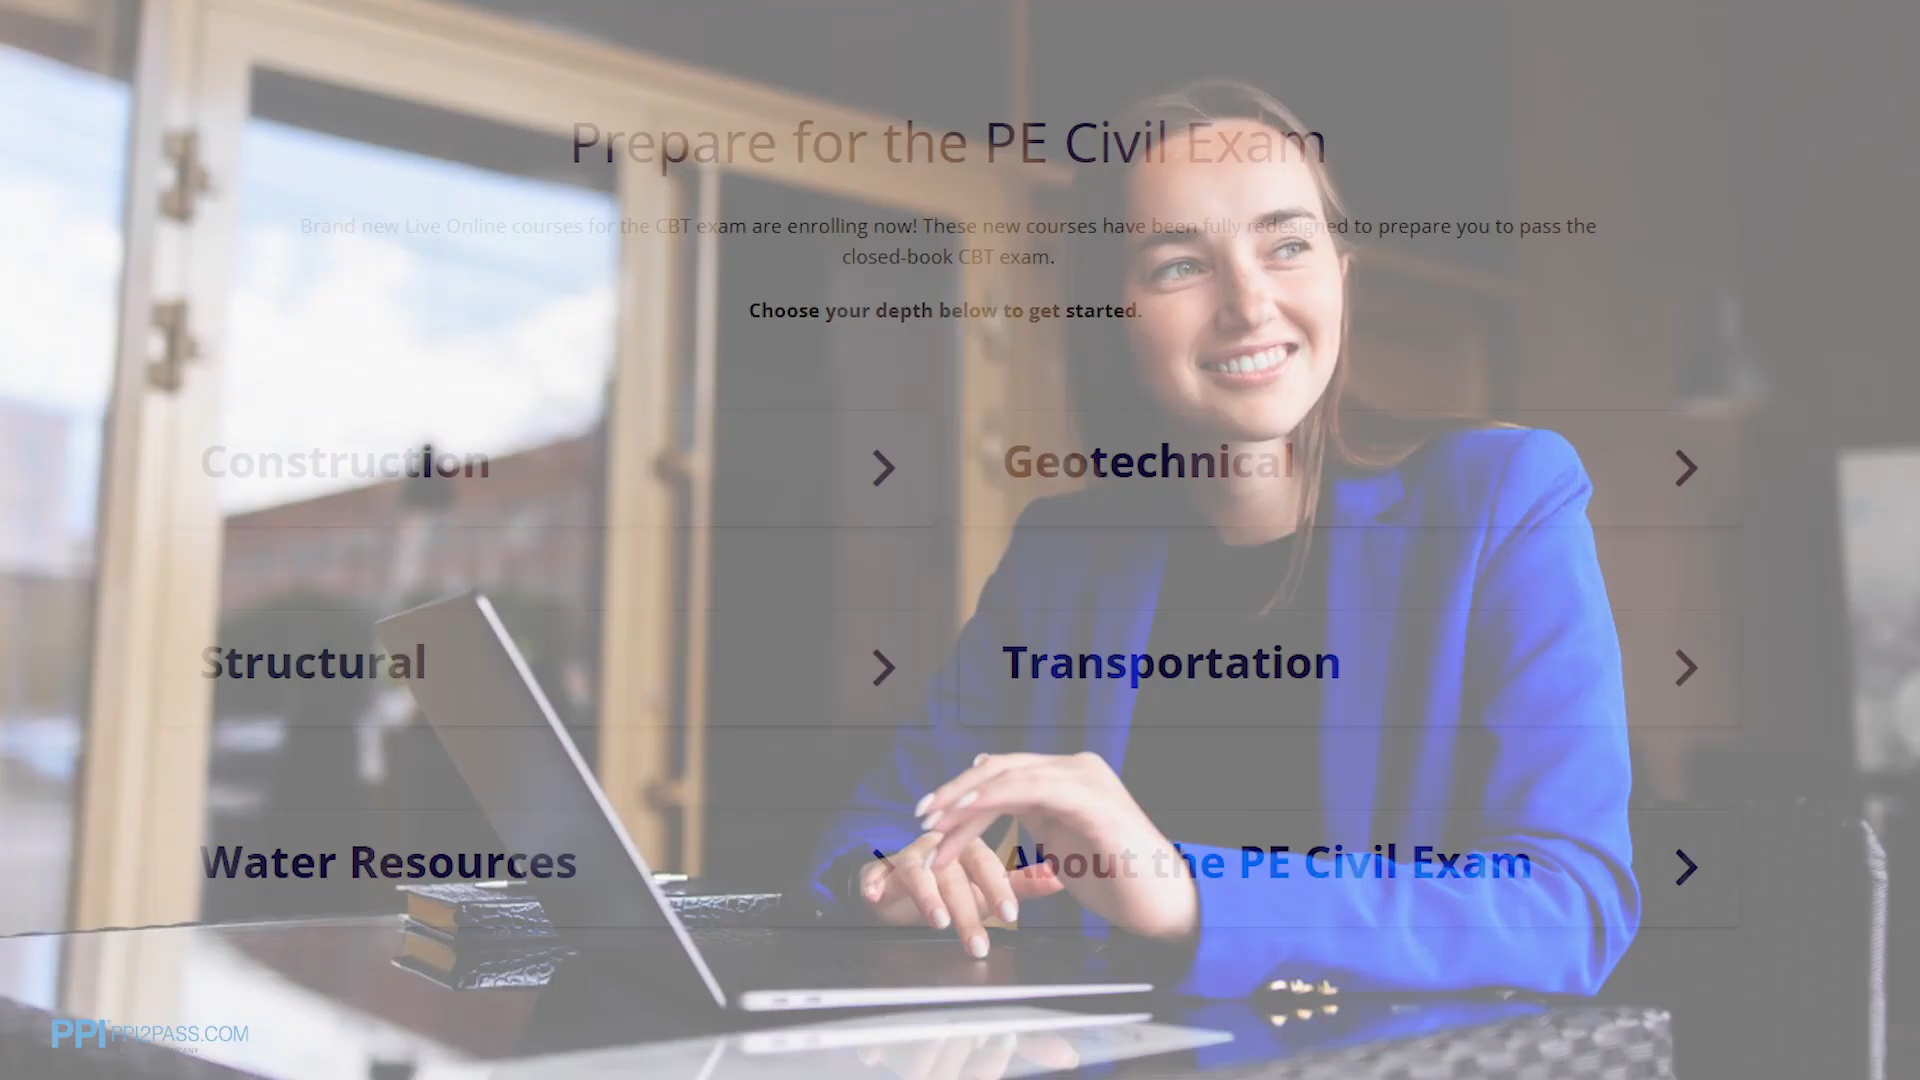 Prepare for the PE Civil Exam
Brand new Live Online courses for the CBT exam are enrolling now! These new courses have been fully redesigned to prepare you to pass the
closed-book CBT exam.
Choose your depth below to get started.
Construction
Geotechnical
Structural
Transportation
Water Resources
About the PE Civil Exam
PPI PPI2PASS.COM